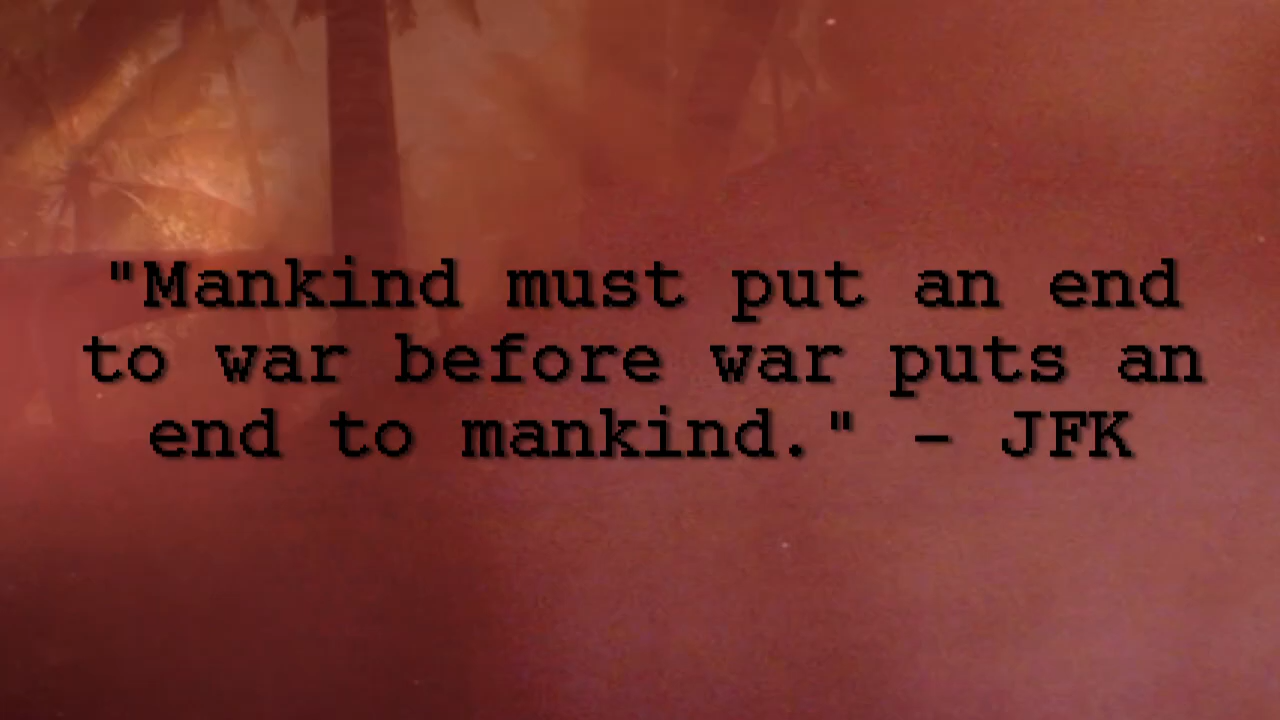 "Mankind must put an end
to war before war puts an
end to mankind." - JFK